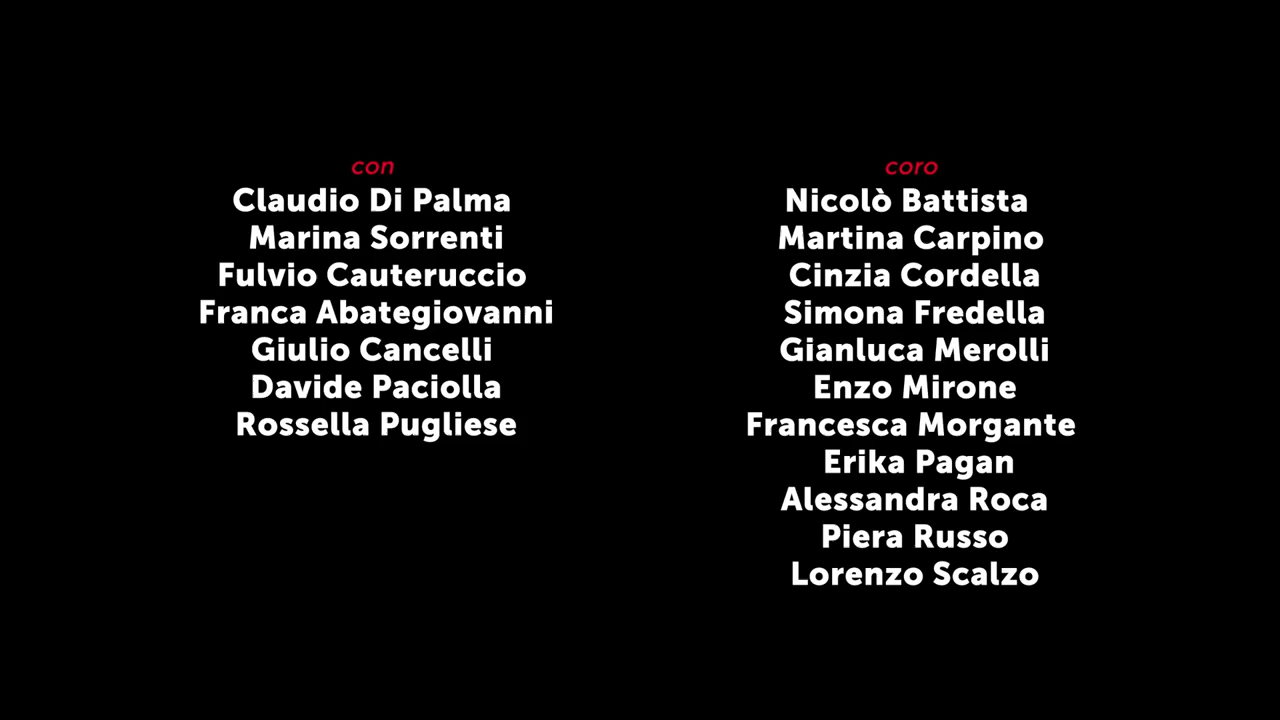 con
Claudio Di Palma
Marina Sorrenti
Fulvio Cauteruccio
Franca Abategiovanni
Giulio Cancelli
Davide Paciolla
Rossella Pugliese
coro
Nicolò Battista
Martina Carpino
Cinzia Cordella
Simona Fredella
Gianluca Merolli
Enzo Mirone
Francesca Morgante
Erika Pagan
Alessandra Roca
Piera Russo
Lorenzo Scalzo